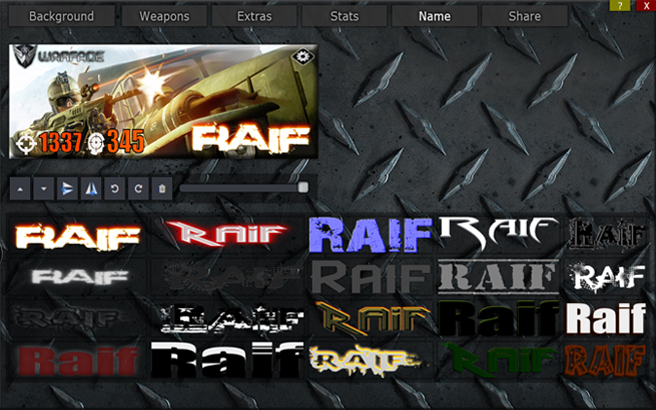 ? X
Background Weapons Extras Stats Name Share
WARFACE
1337 345 RAIF
RAIF RAIF RAIF RAIF RAIF
RAIF RAIF RAIF RAIF RAIF
RAIF RAIF RAIF Raif Raif
Raif Raif RAIF RAIF RAIF